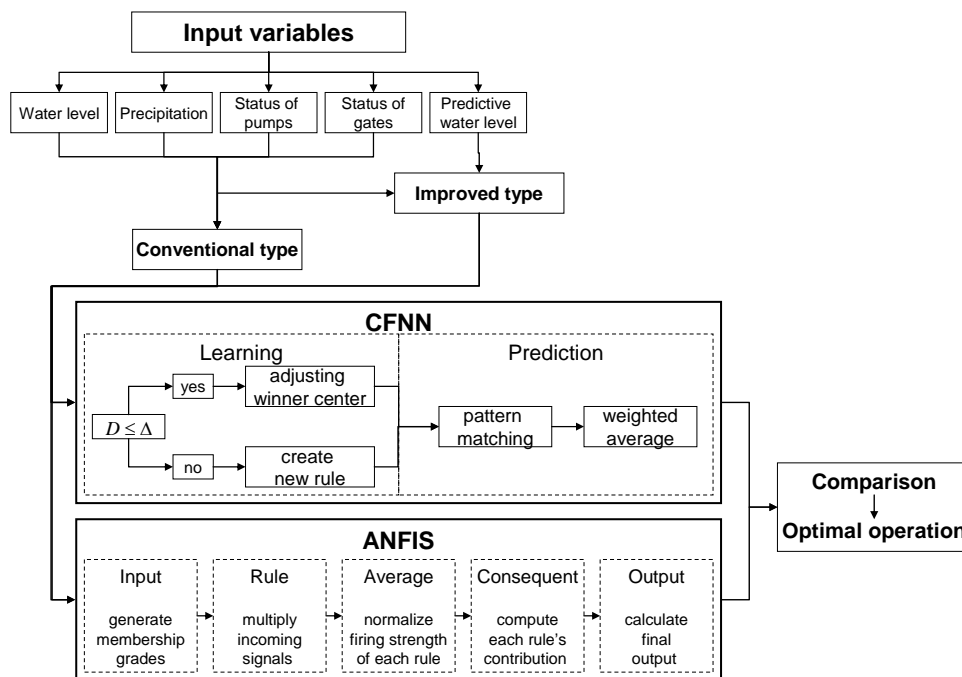 Input variables
Water level
Precipitation
Status of
pumps
Status of
gates
Predictive
water level
Improved type
Conventional type
CFNN
Learning
Prediction
yes
adjusting
winner center
D ≤ Δ
pattern
matching
weighted
average
no
create
new rule
Comparison
Optimal operation
ANFIS
Input
generate
membership
grades
Rule
multiply
incoming
signals
Average
normalize
firing strength
of each rule
Consequent
compute
each rule's
contribution
Output
calculate
final
output